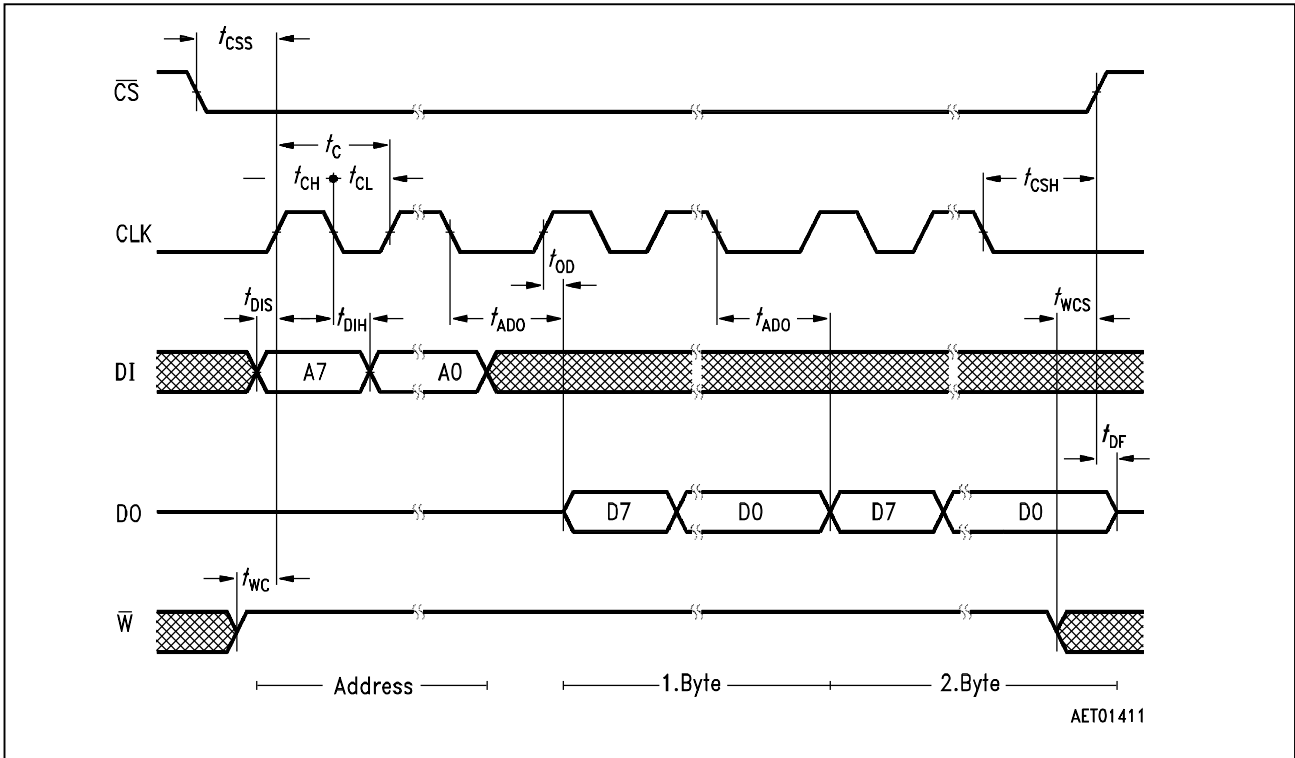 tCSS
C̅S̅
tC
tCH tCL
tCSH
CLK
tOD
tDIS
tDIH
tADO
tADO
tWCS
DI
A7
A0
tDF
DO
D7
D0
D7
D0
tWC
W̅
Address
1.Byte
2.Byte
AET01411